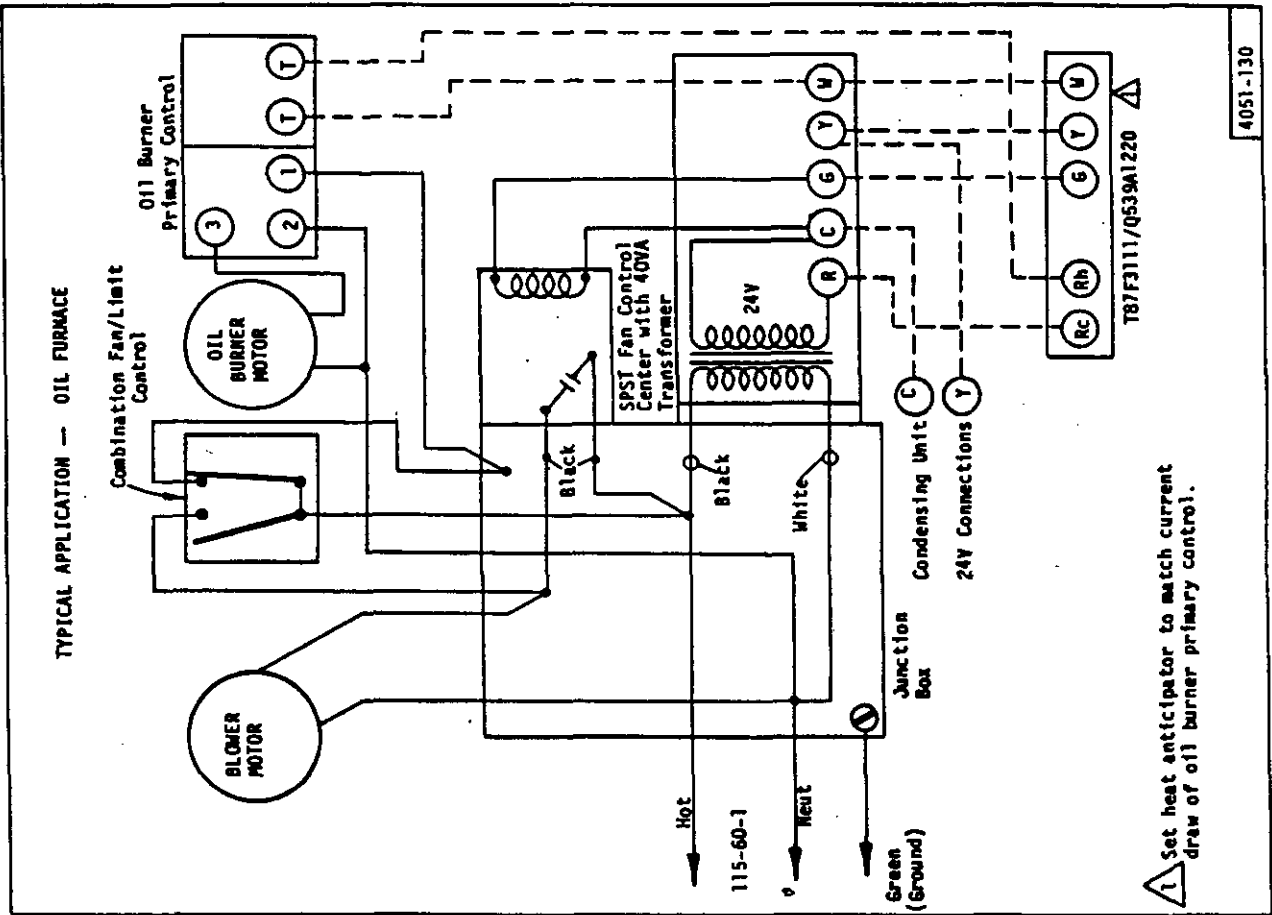 TYPICAL APPLICATION — OIL FURNACE
Combination Fan/Limit
Control
Oil Burner
Primary Control
BLOWER
MOTOR
OIL
BURNER
MOTOR
3
2
1
T
T
Black
SPST Fan Control
Center with 40VA
Transformer
Hot
115-60-1
Neut
Green
(Ground)
Black
White
24V
R
C
G
Y
W
Junction
Box
Condensing Unit
C
24V Connections
Y
Rc
Rh
G
Y
W
T87F3111/Q539A1220
1
1 Set heat anticipator to match current
draw of oil burner primary control.
4051-130